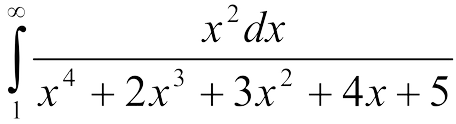 ∫₁^∞ x² dx / (x⁴ + 2x³ + 3x² + 4x + 5)